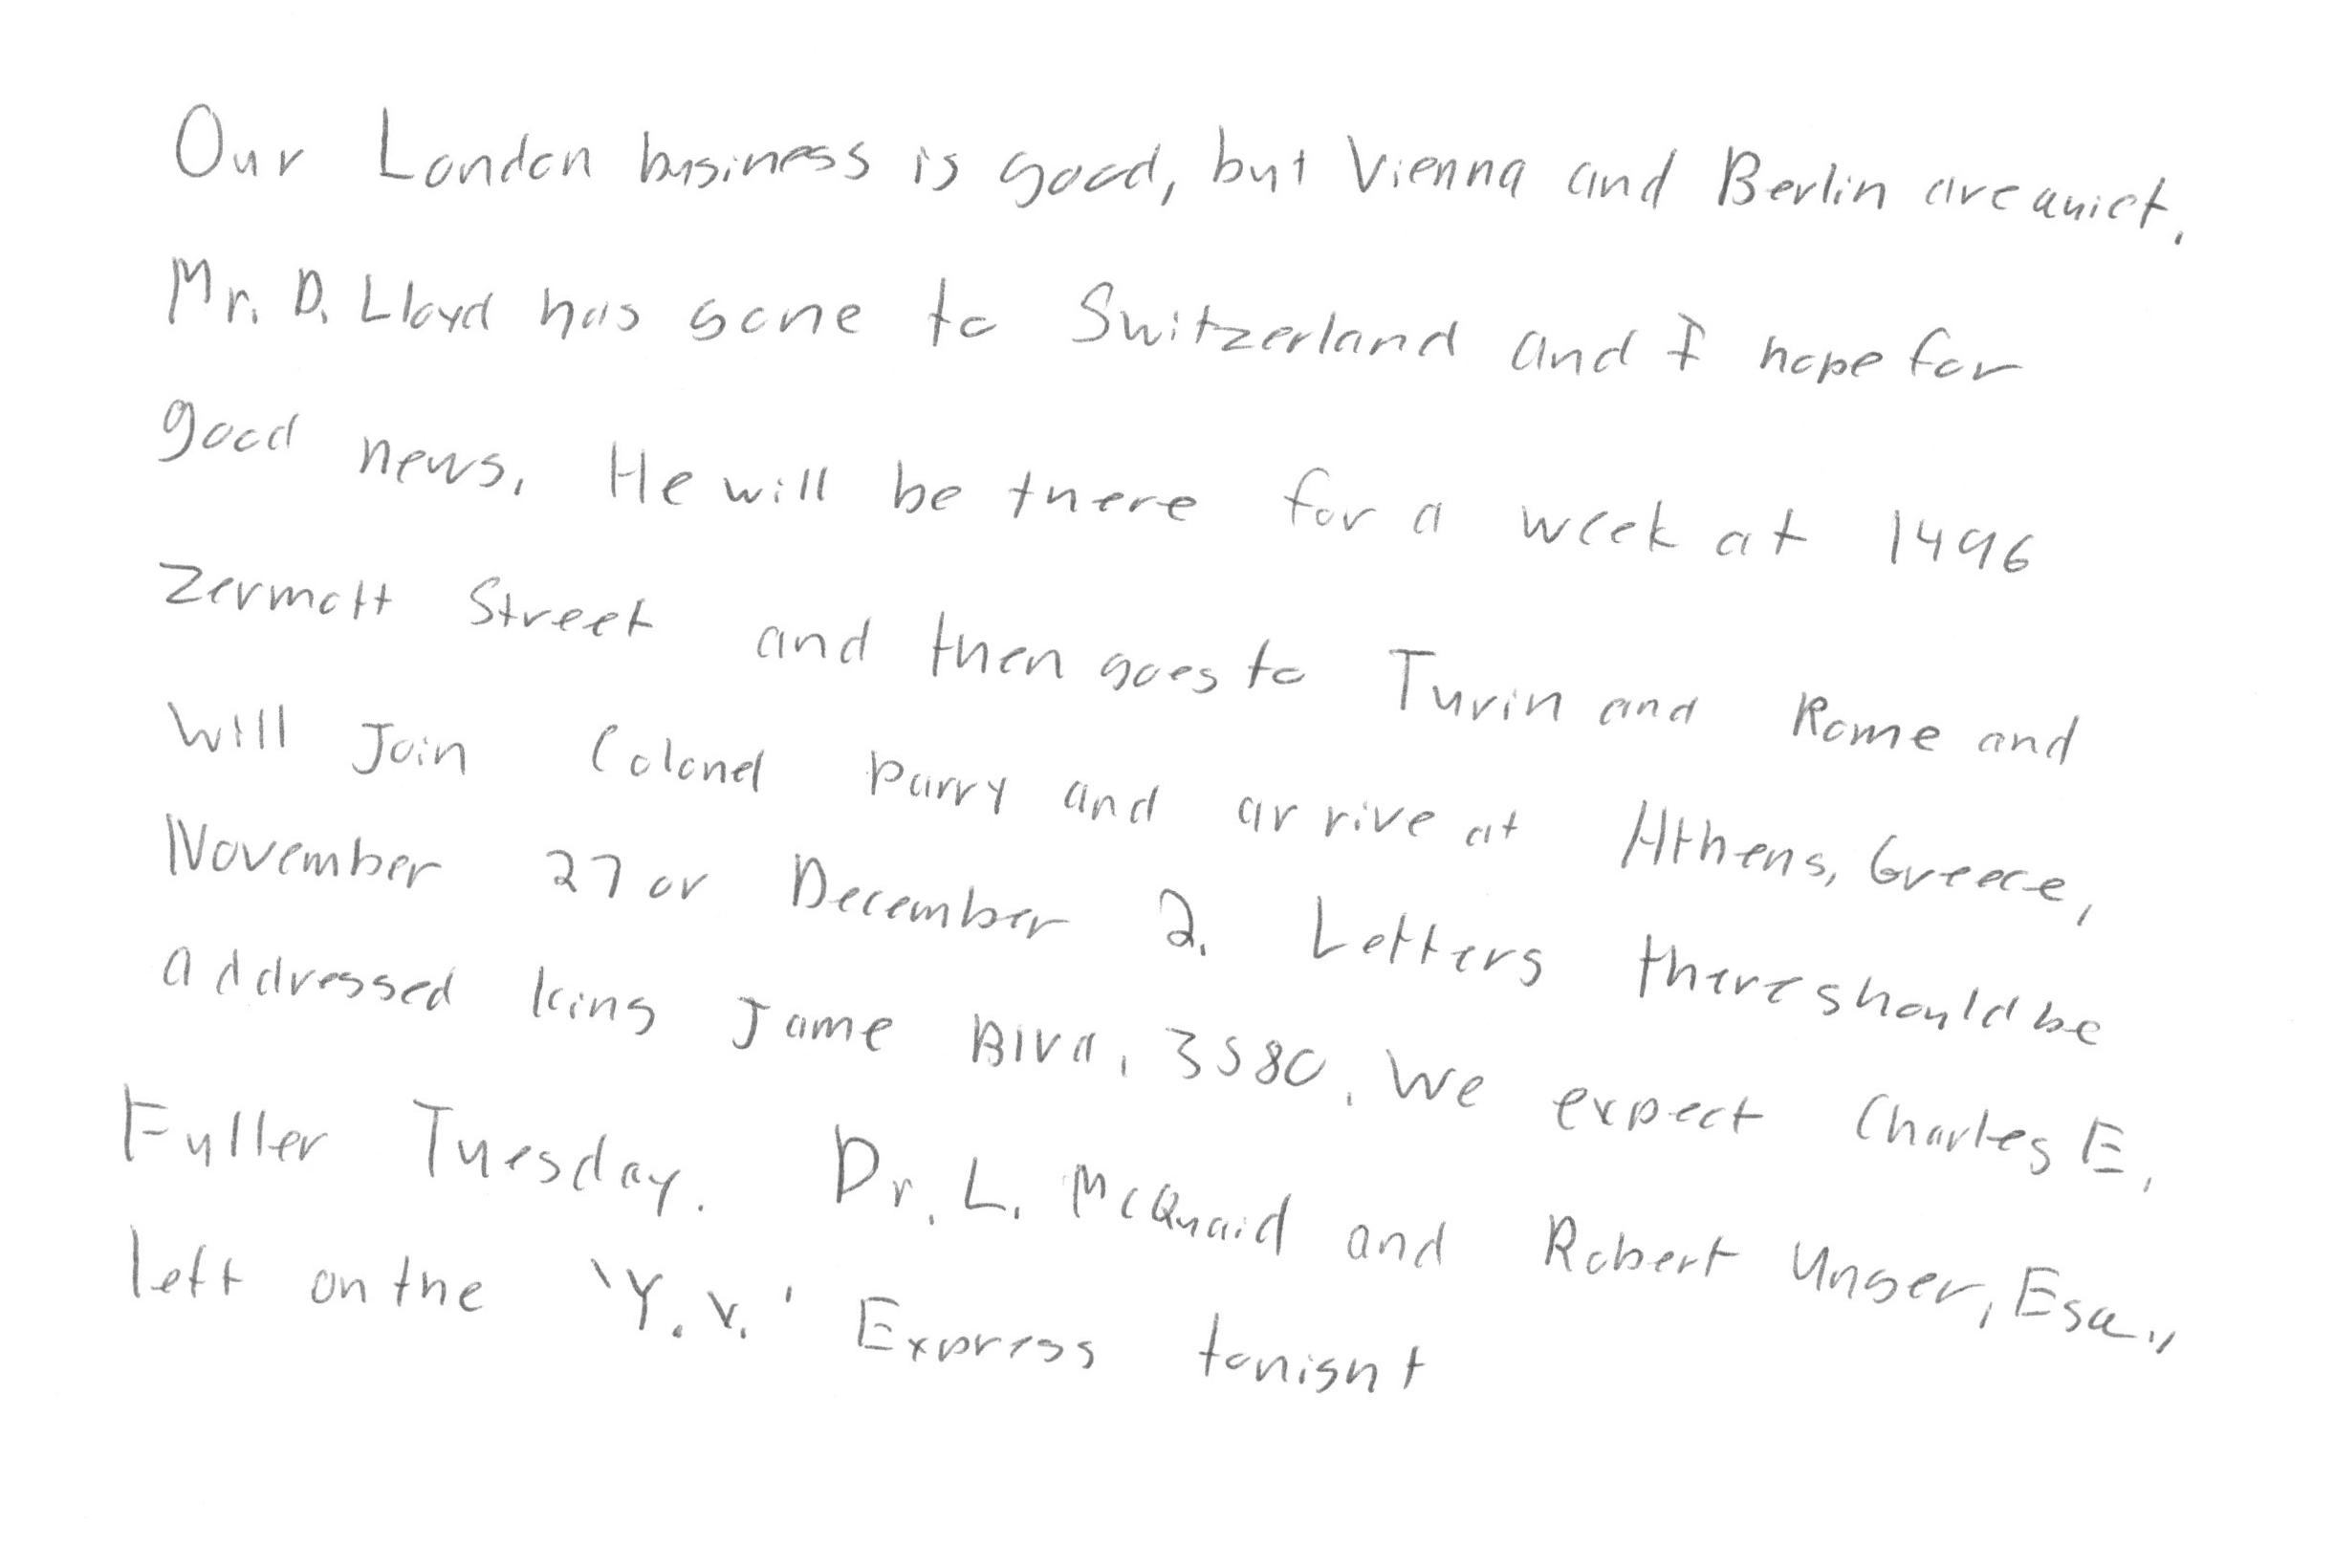 Our London business is good, but Vienna and Berlin are quiet.
Mr. D. Lloyd has gone to Switzerland and I hope for
good news. He will be there for a week at 1496
Zermott Street and then goes to Turin and Rome and
will Join Colonel Parry and arrive at Athens, Greece,
November 27 or December 2. Letters there should be
addressed King Jame Blvd. 3580. We expect Charles E.
Fuller Tuesday. Dr. L. McQuaid and Robert Unger, Esq.,
left on the 'Y.X.' Express tonight